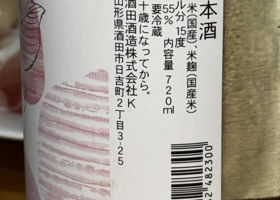 本酒
米(国産)、米麹(国産米)
ル分 15度
55% 内容量 720ml
要冷蔵
十歳になってから。
酒田酒造株式会社K
山形県酒田市日吉町2丁目3-25
2 482300